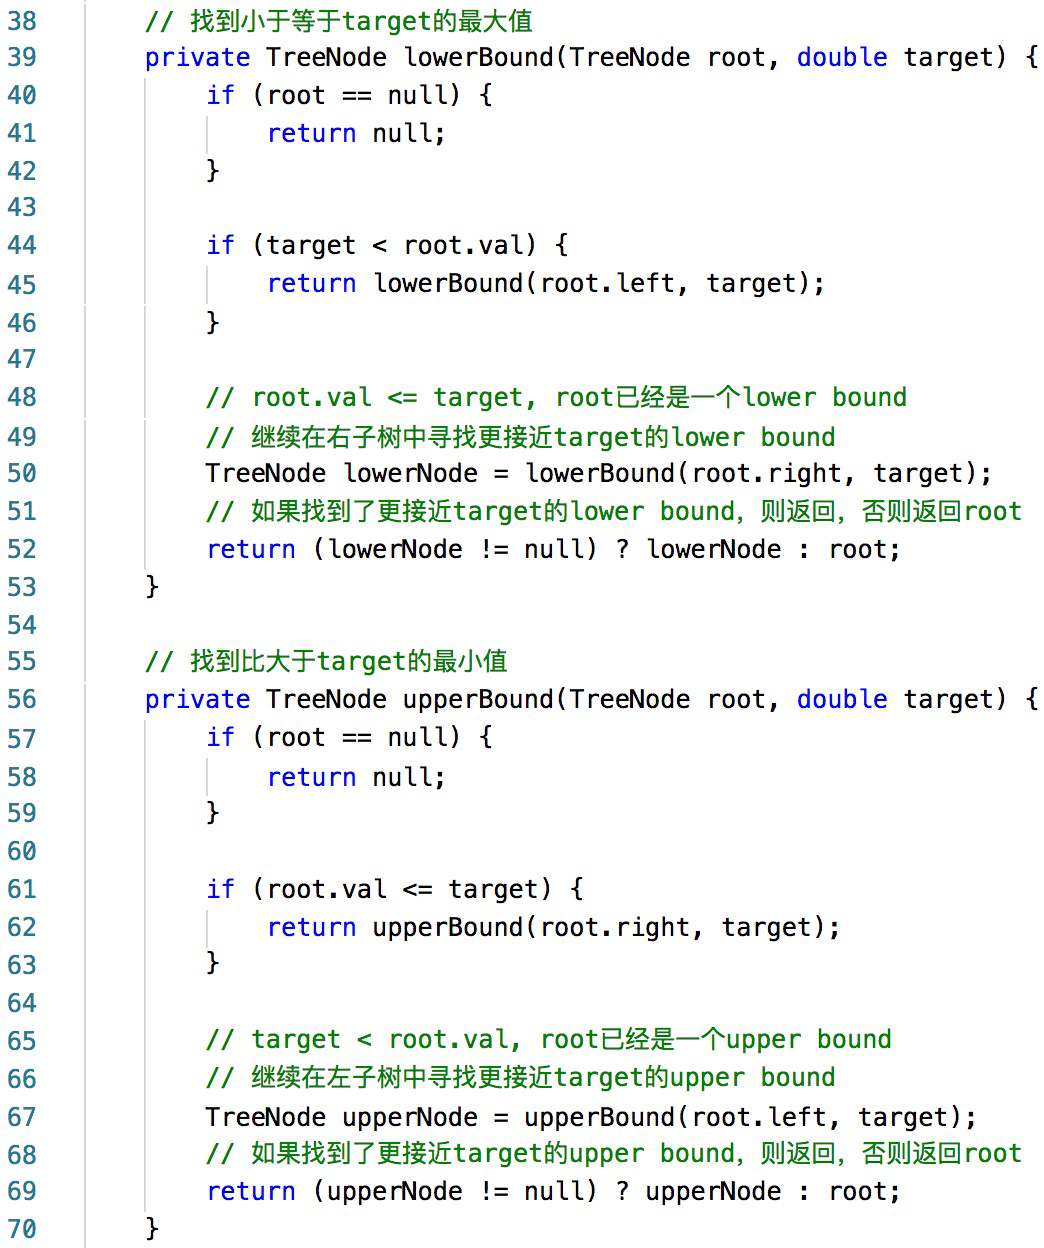 38 // 找到小于等于target的最大值
39 private TreeNode lowerBound(TreeNode root, double target) {
40 if (root == null) {
41 return null;
42 }
43
44 if (target < root.val) {
45 return lowerBound(root.left, target);
46 }
47
48 // root.val <= target, root已经是一个lower bound
49 // 继续在右子树中寻找更接近target的lower bound
50 TreeNode lowerNode = lowerBound(root.right, target);
51 // 如果找到了更接近target的lower bound，则返回，否则返回root
52 return (lowerNode != null) ? lowerNode : root;
53 }
54
55 // 找到比大于target的最小值
56 private TreeNode upperBound(TreeNode root, double target) {
57 if (root == null) {
58 return null;
59 }
60
61 if (root.val <= target) {
62 return upperBound(root.right, target);
63 }
64
65 // target < root.val, root已经是一个upper bound
66 // 继续在左子树中寻找更接近target的upper bound
67 TreeNode upperNode = upperBound(root.left, target);
68 // 如果找到了更接近target的upper bound，则返回，否则返回root
69 return (upperNode != null) ? upperNode : root;
70 }